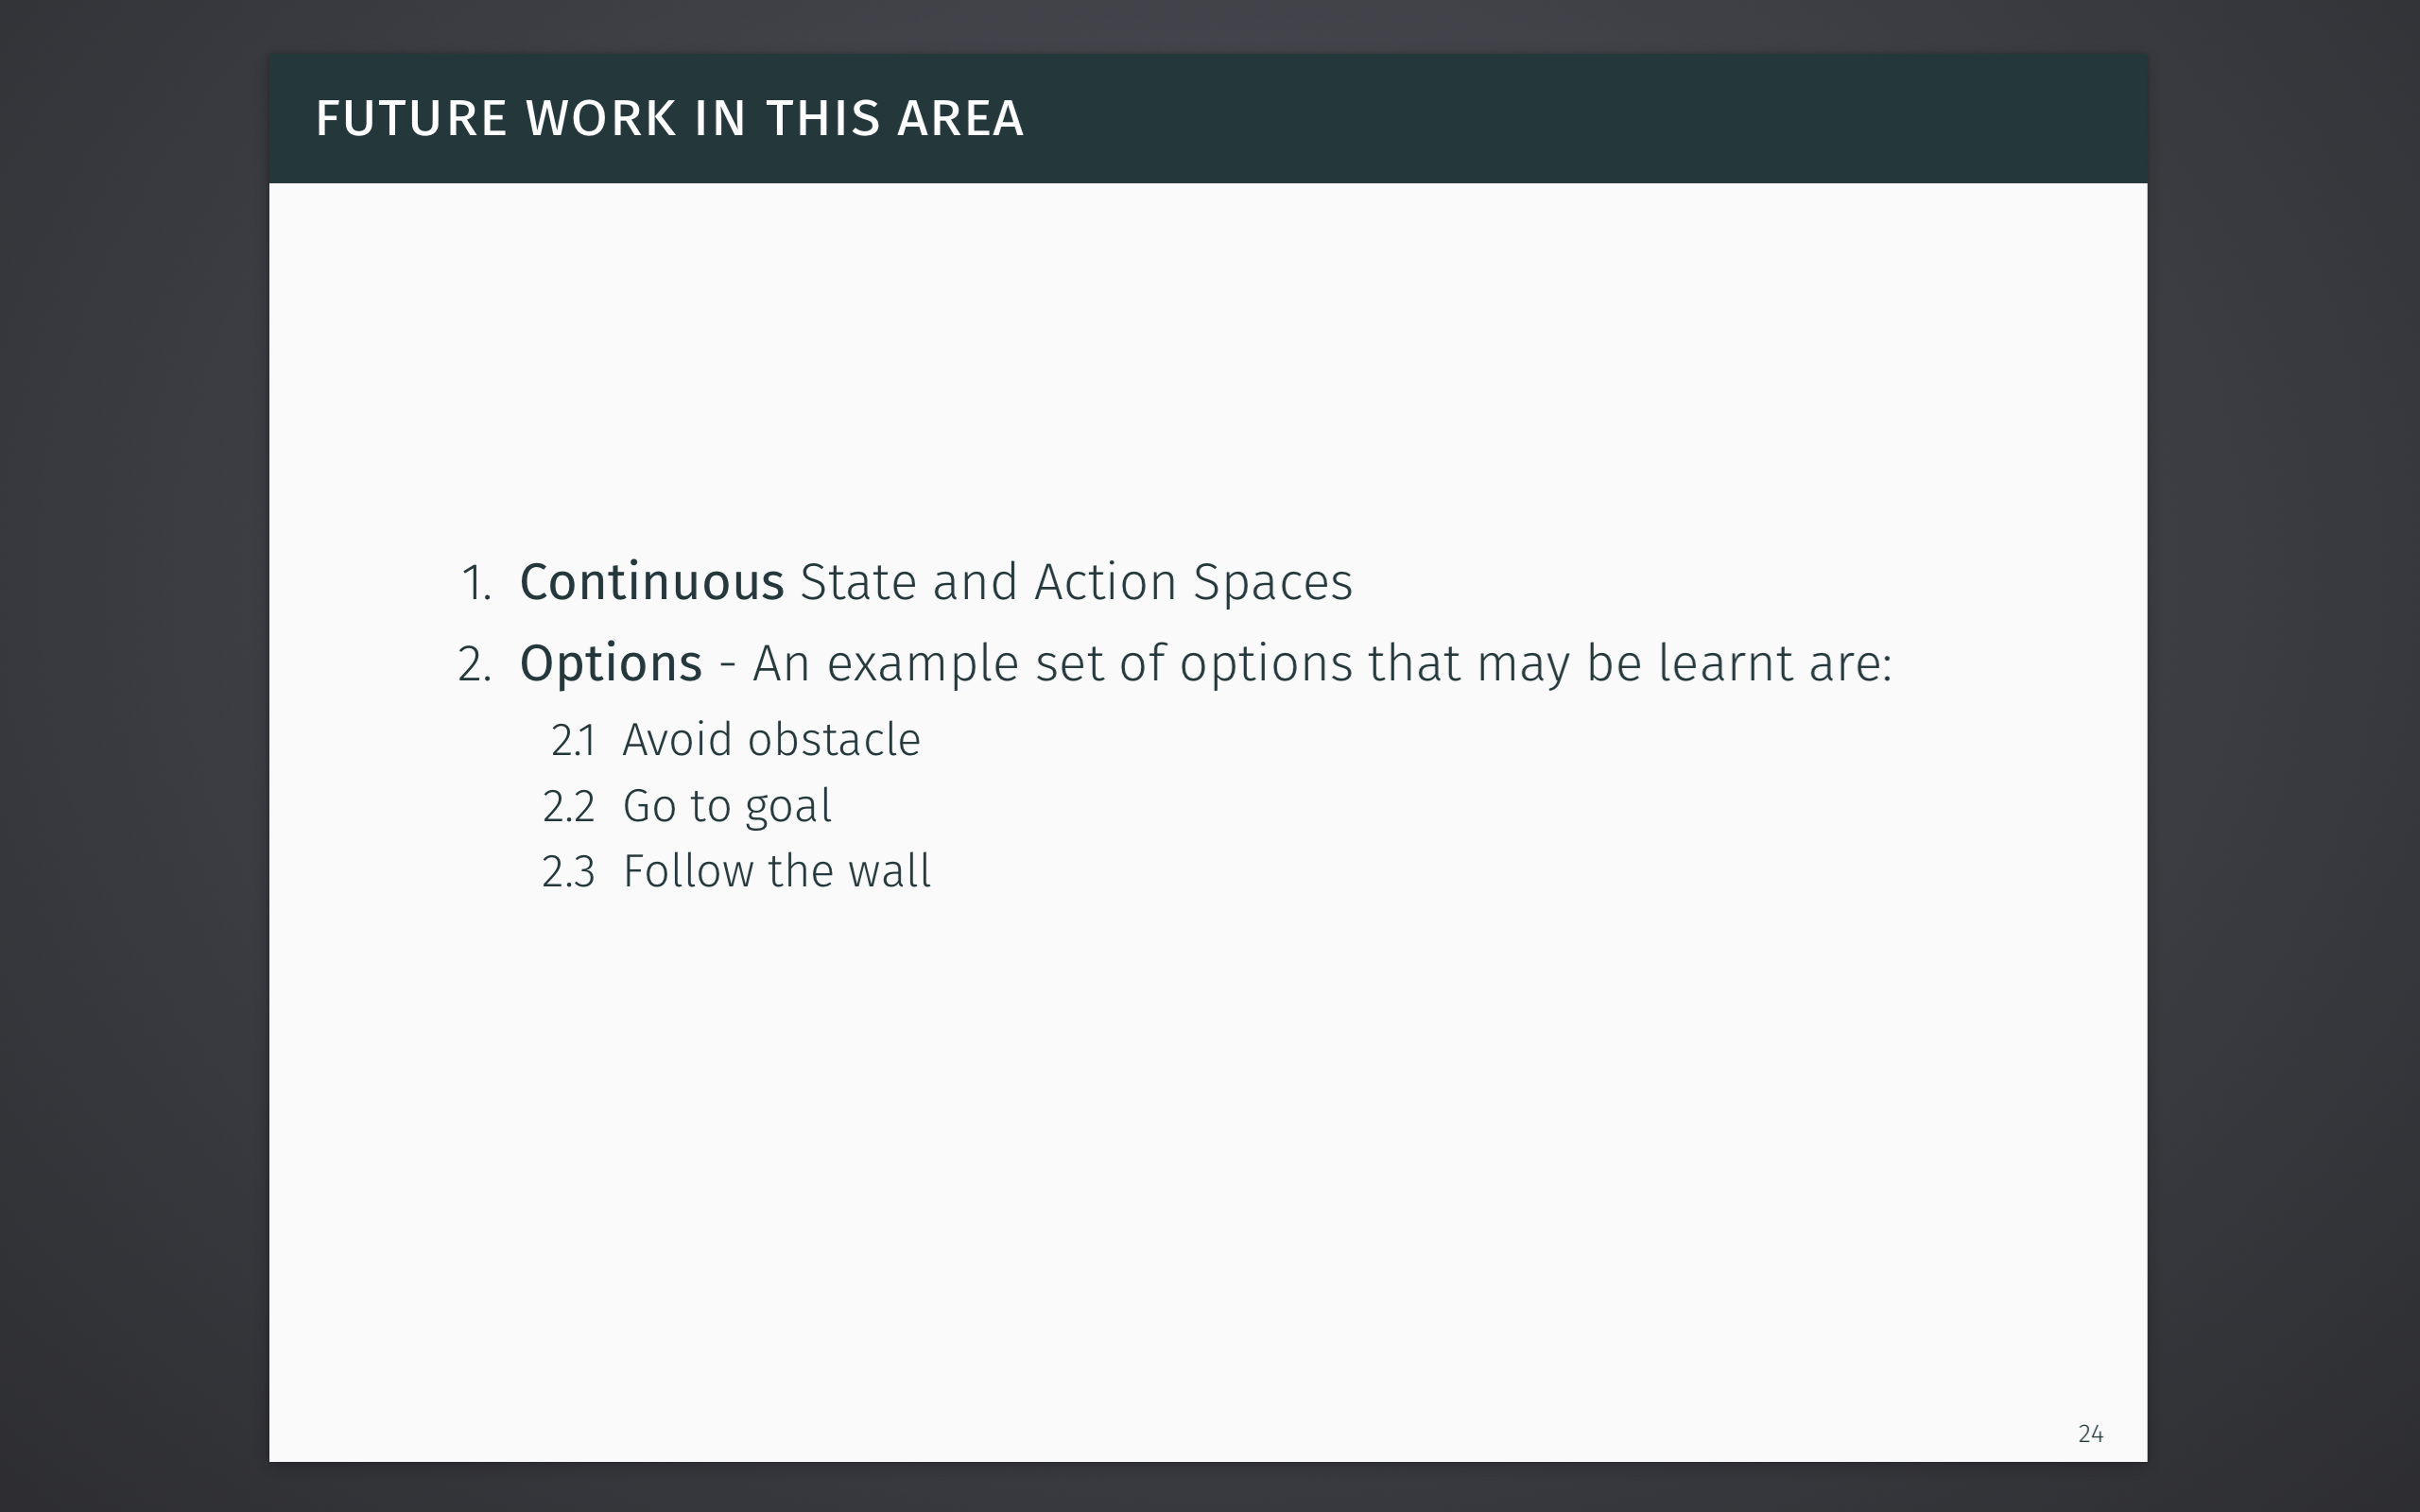 FUTURE WORK IN THIS AREA
1. Continuous State and Action Spaces
2. Options - An example set of options that may be learnt are:
2.1 Avoid obstacle
2.2 Go to goal
2.3 Follow the wall
24